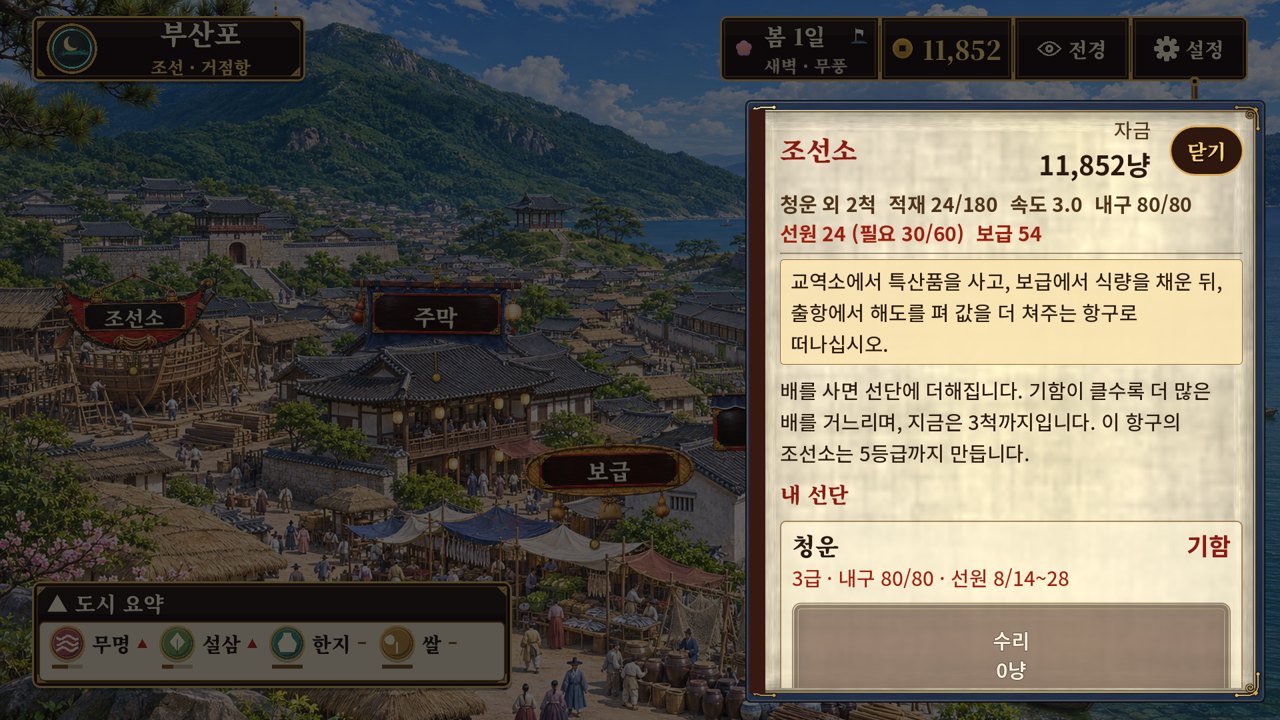 부산포
조선 · 거점항
봄 1일
새벽 · 무풍
11,852
전경
설정
조선소
자금
11,852냥
닫기
청운 외 2척 적재 24/180 속도 3.0 내구 80/80
선원 24 (필요 30/60) 보급 54
교역소에서 특산품을 사고, 보급에서 식량을 채운 뒤,
출항에서 해도를 펴 값을 더 쳐주는 항구로
떠나십시오.
배를 사면 선단에 더해집니다. 기함이 클수록 더 많은
배를 거느리며, 지금은 3척까지입니다. 이 항구의
조선소는 5등급까지 만듭니다.
내 선단
청운
기함
3급 · 내구 80/80 · 선원 8/14~28
수리
0냥
조선소
주막
보급
▲ 도시 요약
무명 ▲ 설삼 ▲ 한지 - 쌀 -